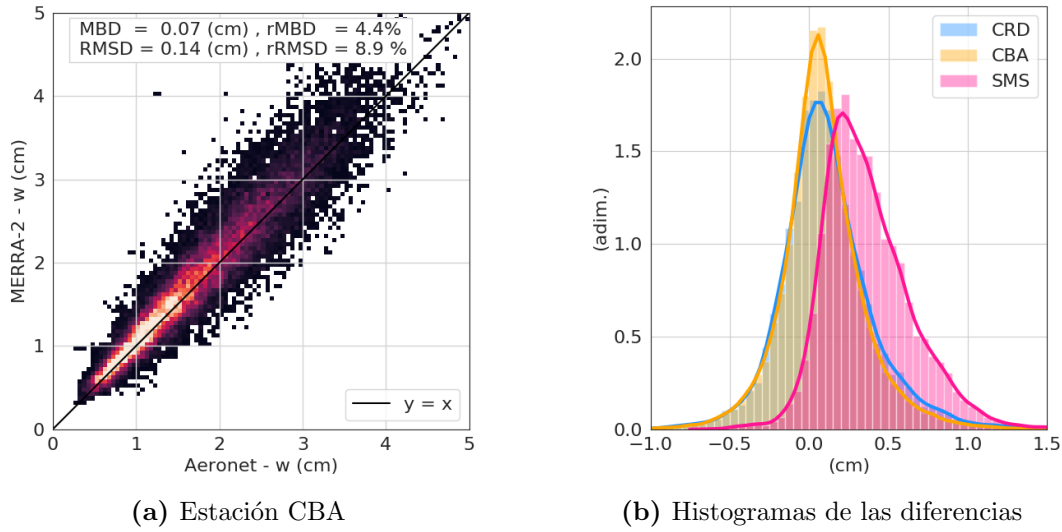 MBD = 0.07 (cm) , rMBD = 4.4%
RMSD = 0.14 (cm) , rRMSD = 8.9 %
5
4
3
2
1
0
MERRA-2 - w (cm)
y = x
0 1 2 3 4 5
Aeronet - w (cm)
(a) Estación CBA
CRD
CBA
SMS
2.0
1.5
1.0
0.5
0.0
(adim.)
−1.0 −0.5 0.0 0.5 1.0 1.5
(cm)
(b) Histogramas de las diferencias